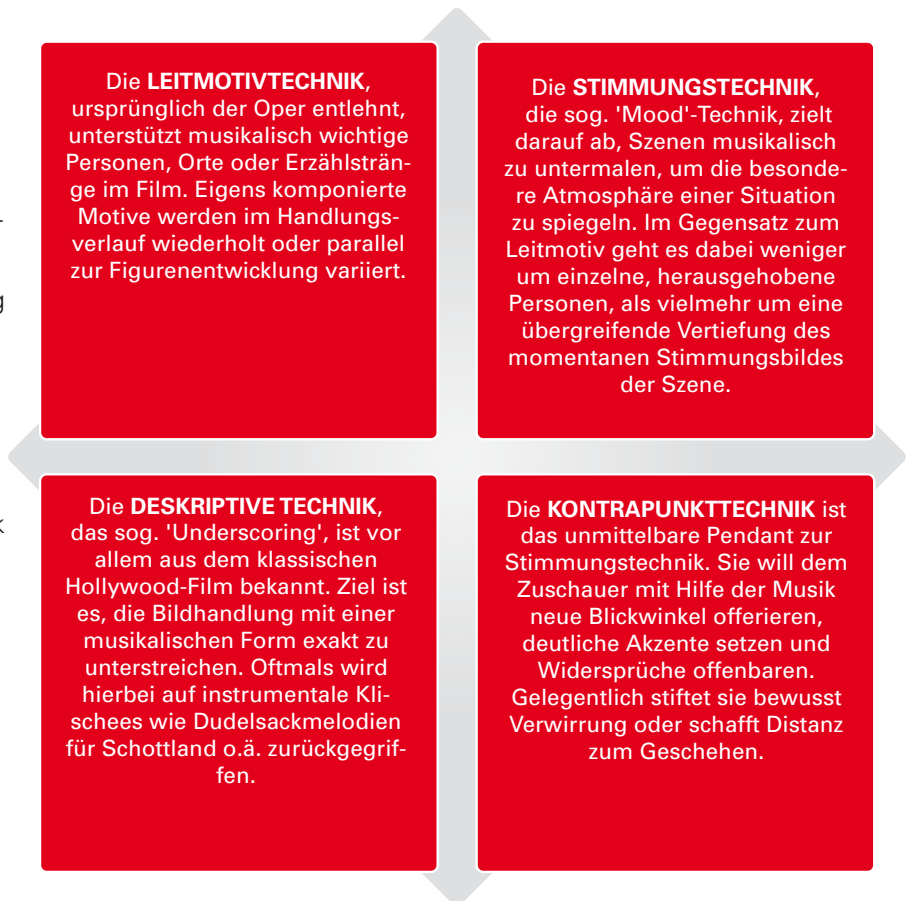 Die LEITMOTIVTECHNIK,
ursprünglich der Oper entlehnt,
unterstützt musikalisch wichtige
Personen, Orte oder Erzählsträn-
ge im Film. Eigens komponierte
Motive werden im Handlungs-
verlauf wiederholt oder parallel
zur Figurenentwicklung variiert.
Die STIMMUNGSTECHNIK,
die sog. 'Mood'-Technik, zielt
darauf ab, Szenen musikalisch
zu untermalen, um die besonde-
re Atmosphäre einer Situation
zu spiegeln. Im Gegensatz zum
Leitmotiv geht es dabei weniger
um einzelne, herausgehobene
Personen, als vielmehr um eine
übergreifende Vertiefung des
momentanen Stimmungsbildes
der Szene.
Die DESKRIPTIVE TECHNIK,
das sog. 'Underscoring', ist vor
allem aus dem klassischen
Hollywood-Film bekannt. Ziel ist
es, die Bildhandlung mit einer
musikalischen Form exakt zu
unterstreichen. Oftmals wird
hierbei auf instrumentale Kli-
schees wie Dudelsackmelodien
für Schottland o.ä. zurückgegrif-
fen.
Die KONTRAPUNKTTECHNIK ist
das unmittelbare Pendant zur
Stimmungstechnik. Sie will dem
Zuschauer mit Hilfe der Musik
neue Blickwinkel offerieren,
deutliche Akzente setzen und
Widersprüche offenbaren.
Gelegentlich stiftet sie bewusst
Verwirrung oder schafft Distanz
zum Geschehen.